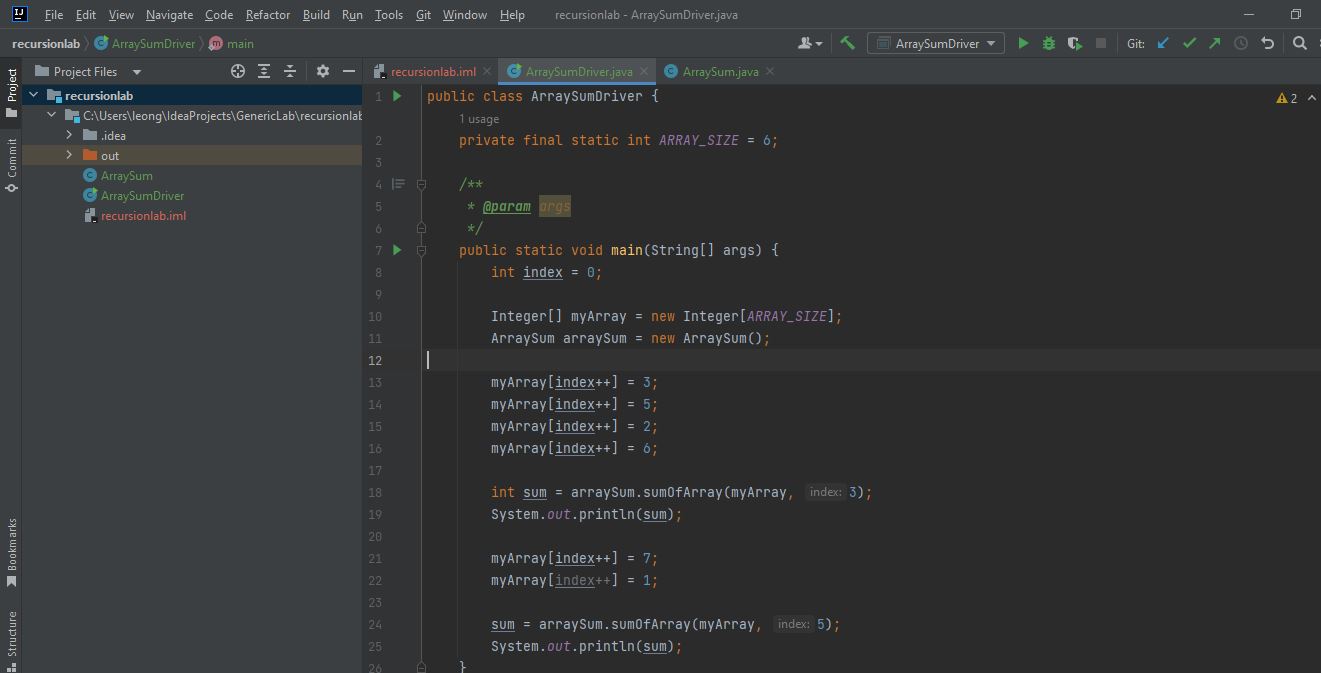 IJ File Edit View Navigate Code Refactor Build Run Tools Git Window Help recursionlab - ArraySumDriver.java
recursionlab ArraySumDriver m main ArraySumDriver Git:
Project Files recursionlab.iml ArraySumDriver.java C ArraySum.java
Project
Commit
Bookmarks
Structure
recursionlab
C:\Users\leong\IdeaProjects\GenericLab\recursionlab
.idea
out
C ArraySum
C ArraySumDriver
recursionlab.iml
1 public class ArraySumDriver { 2
1 usage
2 private final static int ARRAY_SIZE = 6;
3
4 /**
5 * @param args
6 */
7 public static void main(String[] args) {
8 int index = 0;
9
10 Integer[] myArray = new Integer[ARRAY_SIZE];
11 ArraySum arraySum = new ArraySum();
12
13 myArray[index++] = 3;
14 myArray[index++] = 5;
15 myArray[index++] = 2;
16 myArray[index++] = 6;
17
18 int sum = arraySum.sumOfArray(myArray, index: 3);
19 System.out.println(sum);
20
21 myArray[index++] = 7;
22 myArray[index++] = 1;
23
24 sum = arraySum.sumOfArray(myArray, index: 5);
25 System.out.println(sum);
26 }